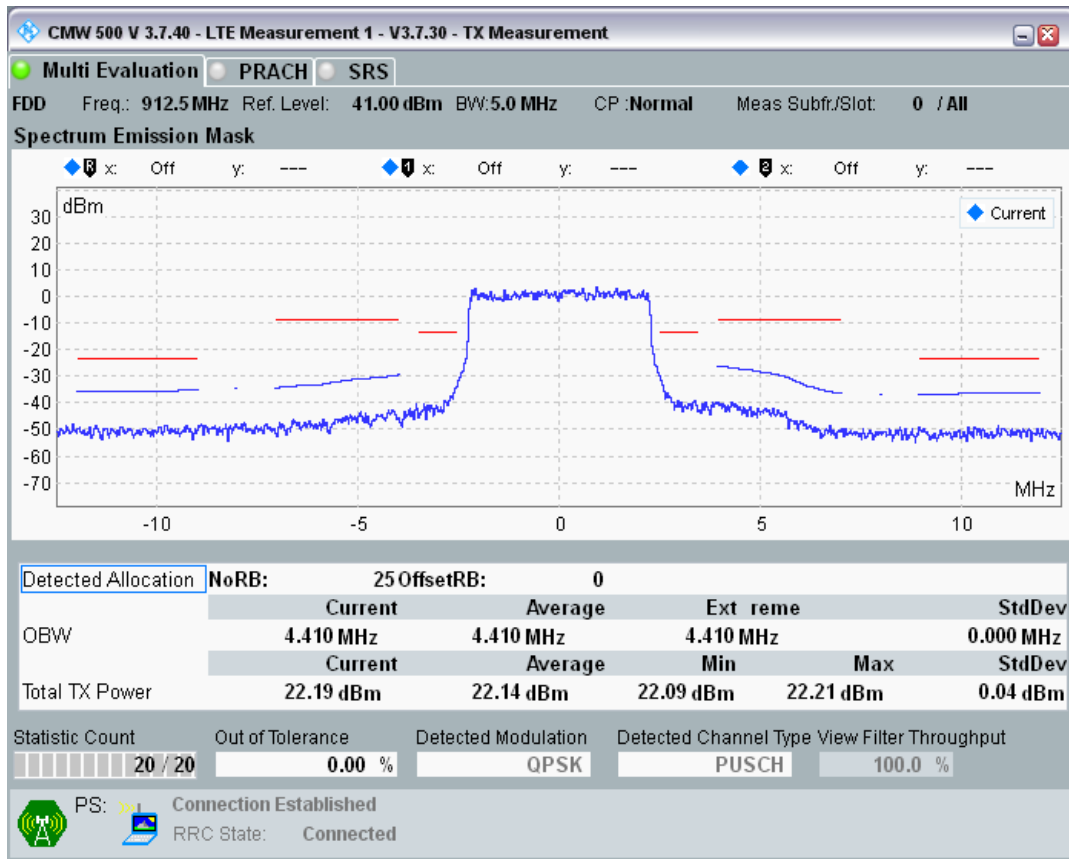 CMW 500 V 3.7.40 - LTE Measurement 1 - V3.7.30 - TX Measurement
Multi Evaluation PRACH SRS
FDD Freq.: 912.5 MHz Ref. Level: 41.00 dBm BW:5.0 MHz CP :Normal Meas Subfr./Slot: 0 / All
Spectrum Emission Mask
R x: Off y: --- 1 x: Off y: --- 2 x: Off y: ---
dBm
Current
30
20
10
0
-10
-20
-30
-40
-50
-60
-70
MHz
-10 -5 0 5 10
Detected Allocation NoRB: 25 OffsetRB: 0
Current Average Ext reme StdDev
OBW 4.410 MHz 4.410 MHz 4.410 MHz 0.000 MHz
Current Average Min Max StdDev
Total TX Power 22.19 dBm 22.14 dBm 22.09 dBm 22.21 dBm 0.04 dBm
Statistic Count Out of Tolerance Detected Modulation Detected Channel Type View Filter Throughput
20 / 20 0.00 % QPSK PUSCH 100.0 %
PS: Connection Established
RRC State: Connected